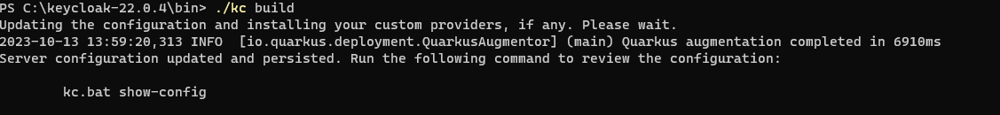 PS C:\keycloak-22.0.4\bin> ./kc build
Updating the configuration and installing your custom providers, if any. Please wait.
2023-10-13 13:59:20,313 INFO  [io.quarkus.deployment.QuarkusAugmentor] (main) Quarkus augmentation completed in 6910ms
Server configuration updated and persisted. Run the following command to review the configuration:
kc.bat show-config